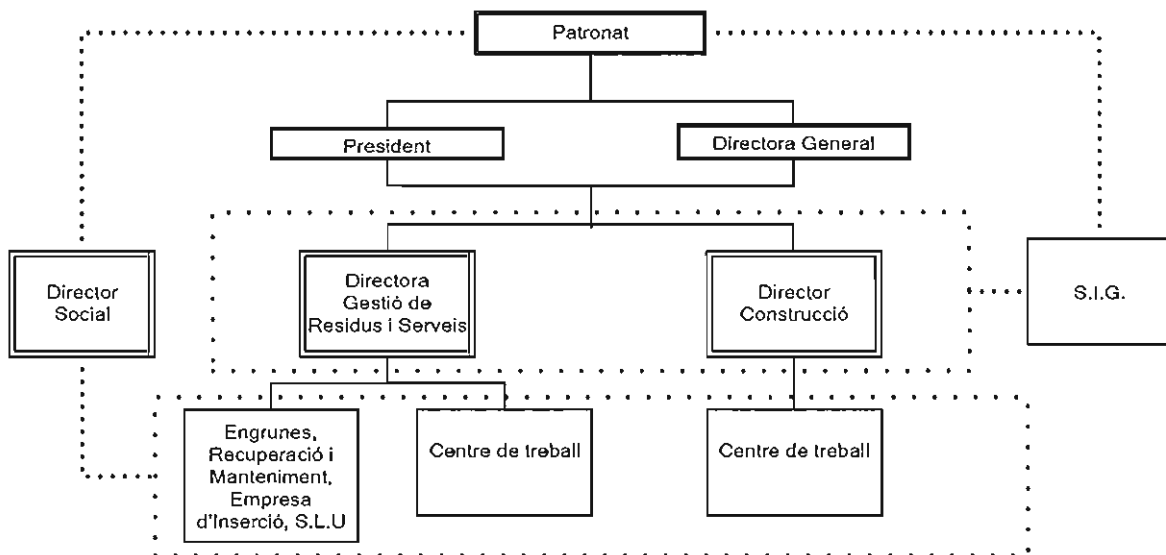 Patronat
President
Directora General
Director
Social
Directora
Gestió de
Residus i Serveis
Director
Construcció
S.I.G.
Engrunes,
Recuperació i
Manteniment,
Empresa
d'Inserció, S.L.U
Centre de treball
Centre de treball